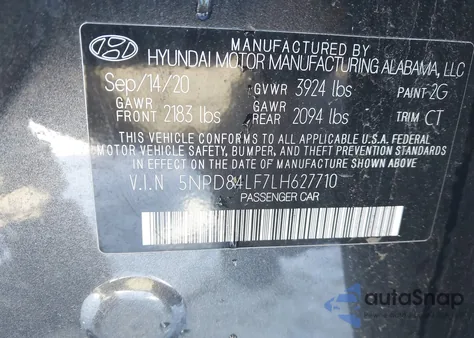 MANUFACTURED BY
HYUNDAI MOTOR MANUFACTURING ALABAMA, LLC
Sep/14/20 GVWR 3924 lbs PAINT-2G
GAWR FRONT 2183 lbs GAWR REAR 2094 lbs TRIM CT
THIS VEHICLE CONFORMS TO ALL APPLICABLE U.S.A FEDERAL
MOTOR VEHICLE SAFETY, BUMPER, AND THEFT PREVENTION STANDARDS
IN EFFECT ON THE DATE OF MANUFACTURE SHOWN ABOVE.
V.I.N 5NPD84LF7LH627710
PASSENGER CAR
autoSnap